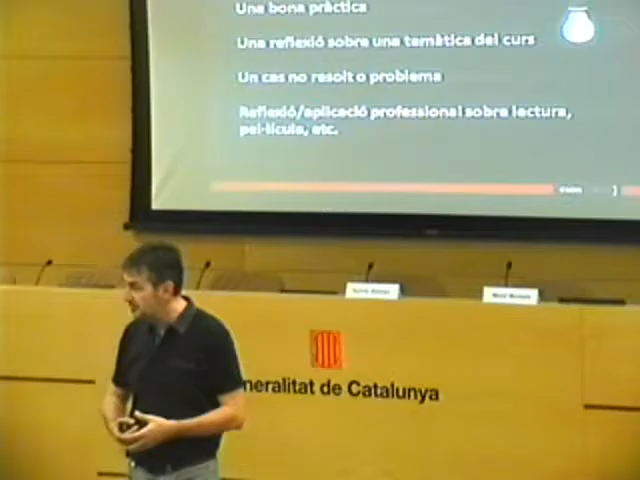 Una bona pràctica
Una reflexió sobre una temàtica del curs
Un cas no resolt o problema
Reflexió/aplicació professional sobre lectura,
pel·lícula, etc.
neralitat de Catalunya